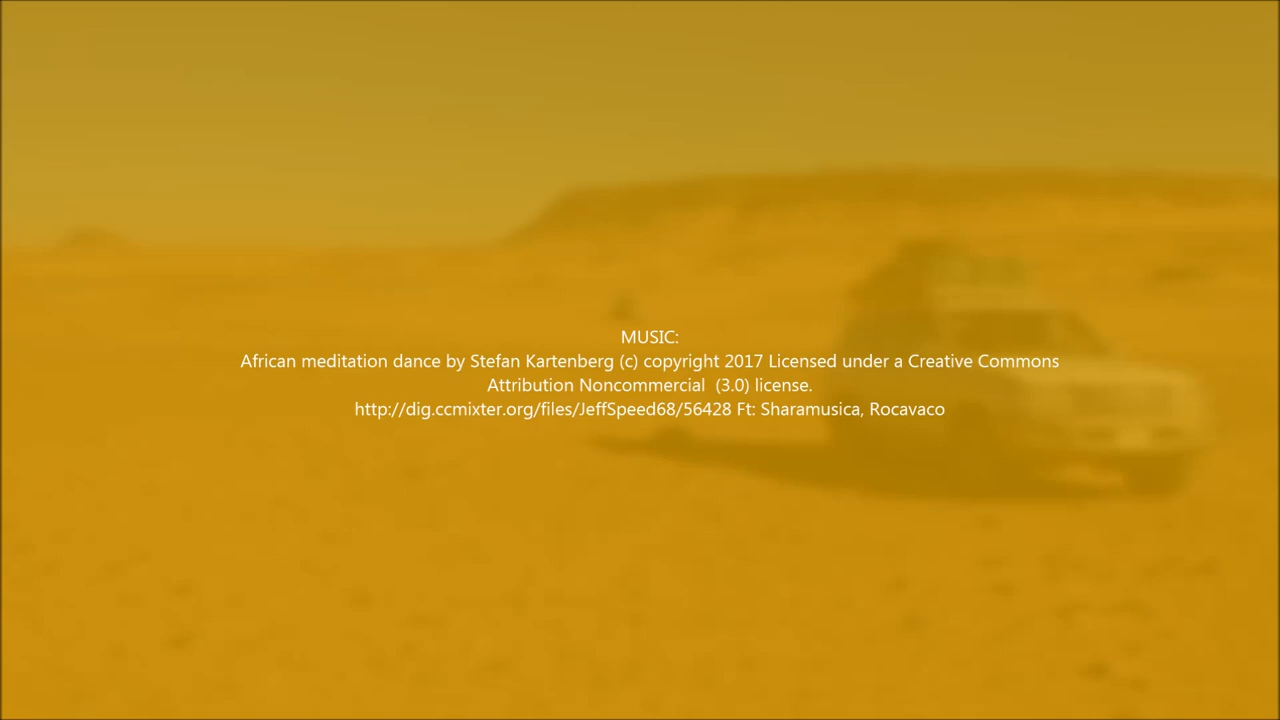 MUSIC:
African meditation dance by Stefan Kartenberg (c) copyright 2017 Licensed under a Creative Commons
Attribution Noncommercial  (3.0) license.
http://dig.ccmixter.org/files/JeffSpeed68/56428 Ft: Sharamusica, Rocavaco